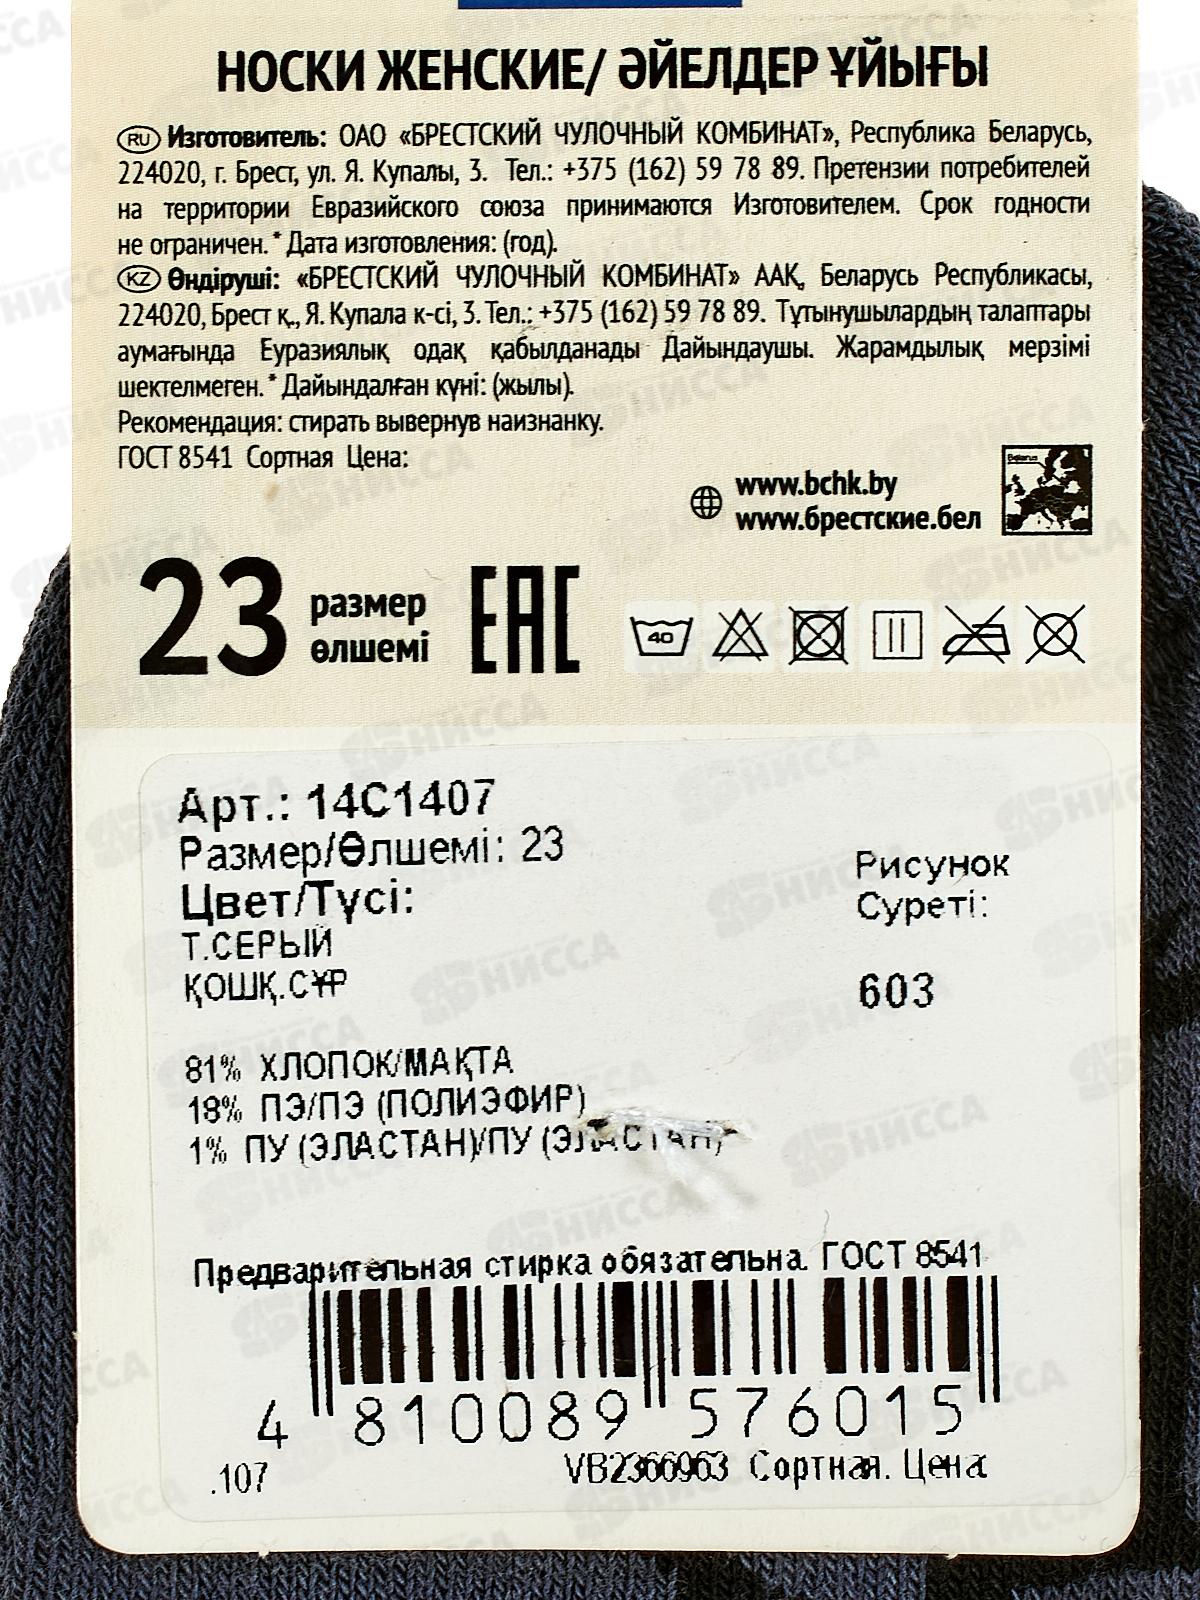 НОСКИ ЖЕНСКИЕ/ ӘЙЕЛДЕР ҰЙЫҒЫ
RU Изготовитель: ОАО «БРЕСТСКИЙ ЧУЛОЧНЫЙ КОМБИНАТ», Республика Беларусь,
224020, г. Брест, ул. Я. Купалы, 3. Тел.: +375 (162) 59 78 89. Претензии потребителей
на территории Евразийского союза принимаются Изготовителем. Срок годности
не ограничен. * Дата изготовления: (год).
KZ Өндіруші: «БРЕСТСКИЙ ЧУЛОЧНЫЙ КОМБИНАТ» ААҚ, Беларусь Республикасы,
224020, Брест қ., Я. Купала к-сі, 3. Тел.: +375 (162) 59 78 89. Тұтынушылардың талаптары
аумағында Еуразиялық одақ қабылданады Дайындаушы. Жарамдылық мерзімі
шектелмеген. * Дайындалған күні: (жылы).
Рекомендация: стирать вывернув наизнанку.
ГОСТ 8541 Сортная Цена:
www.bchk.by
www.брестские.бел
Belarus
23 размер
өлшемі
EAC
40
Арт.: 14С1407
Размер/Өлшемі: 23
Цвет/Түсі:
Т.СЕРЫЙ
ҚОШҚ.СҰР
Рисунок
Суреті:
603
81% ХЛОПОК/МАҚТА
18% ПЭ/ПЭ (ПОЛИЭФИР)
1% ПУ (ЭЛАСТАН)/ПУ (ЭЛАСТАН)
Предварительная стирка обязательна. ГОСТ 8541
4 810089 576015
.107
VB2366963 Сортная. Цена:
НИССА